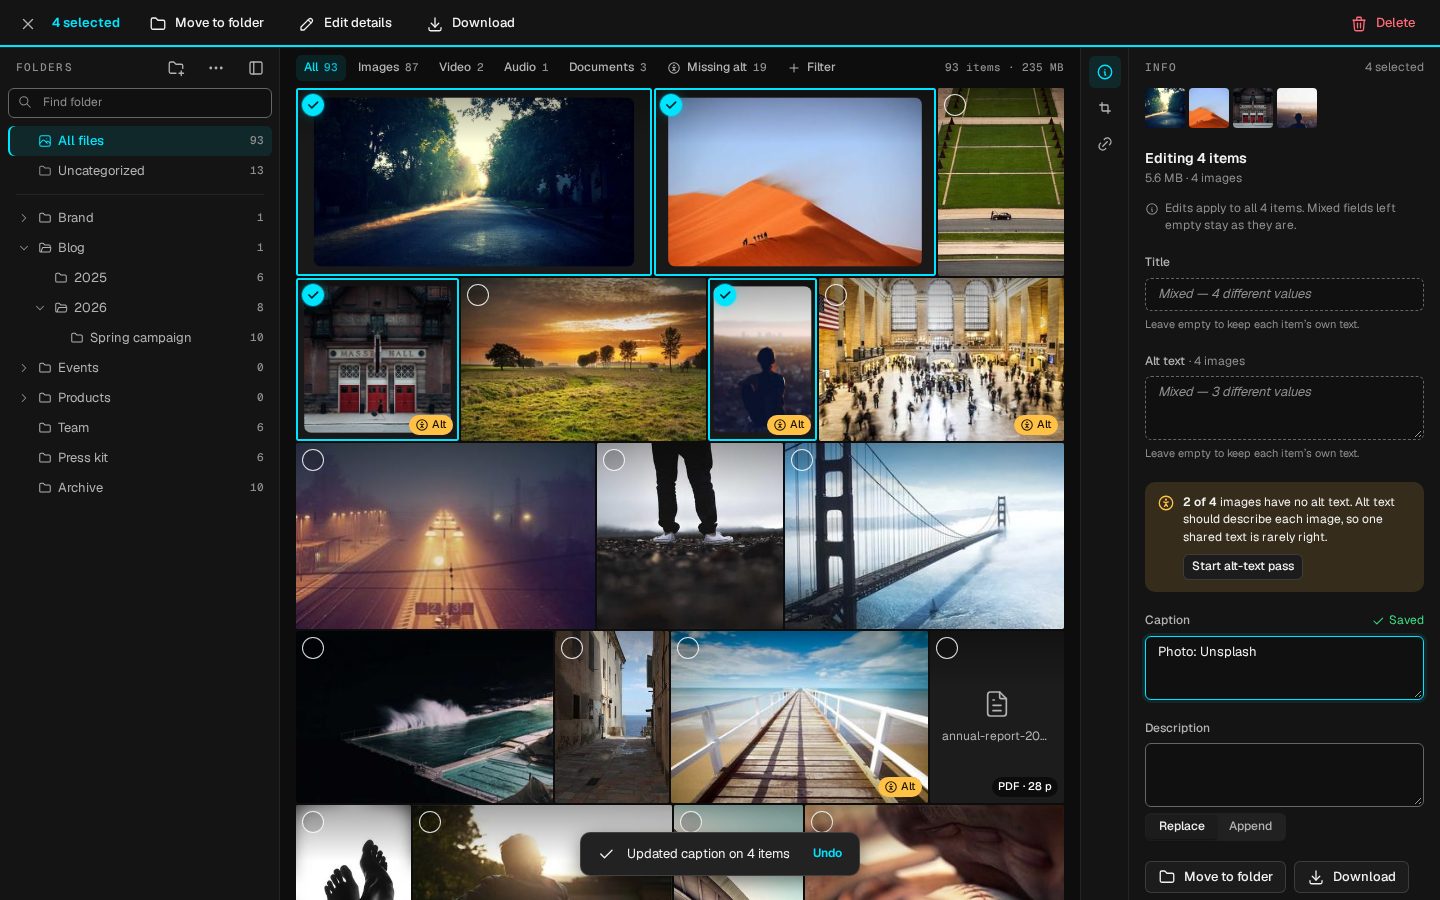 4 selected
Move to folder
Edit details
Download
Delete
FOLDERS
Find folder
All files 93
Uncategorized 13
Brand 1
Blog 1
2025 6
2026 8
Spring campaign 10
Events 0
Products 0
Team 6
Press kit 6
Archive 10
All 93
Images 87
Video 2
Audio 1
Documents 3
Missing alt 19
Filter
93 items · 235 MB
MASSEY HALL
Alt
Alt
Alt
Alt
annual-report-20...
PDF · 28 p
Updated caption on 4 items
Undo
INFO
4 selected
Editing 4 items
5.6 MB · 4 images
Edits apply to all 4 items. Mixed fields left
empty stay as they are.
Title
Mixed — 4 different values
Leave empty to keep each item's own text.
Alt text · 4 images
Mixed — 3 different values
Leave empty to keep each item's own text.
2 of 4 images have no alt text. Alt text
should describe each image, so one
shared text is rarely right.
Start alt-text pass
Caption
Saved
Photo: Unsplash
Description
Replace
Append
Move to folder
Download